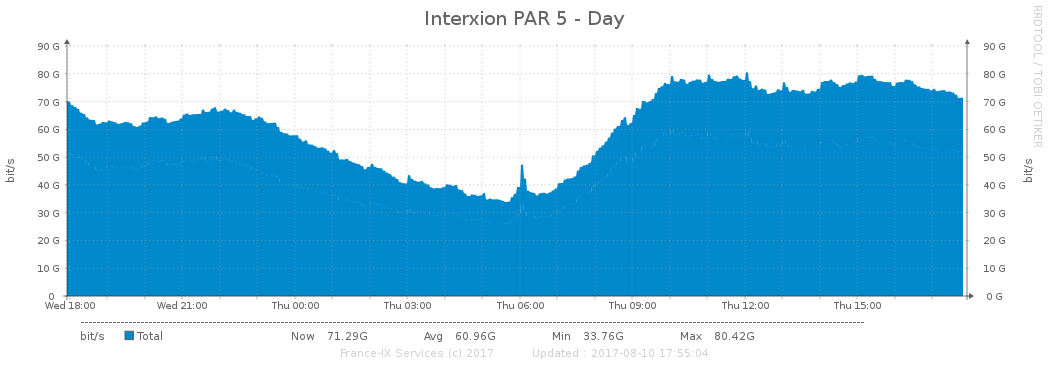 Interxion PAR 5 - Day
RRDTOOL / TOBI OETIKER
90 G 90 G
80 G 80 G
70 G 70 G
60 G 60 G
50 G 50 G
40 G 40 G
30 G 30 G
20 G 20 G
10 G 10 G
0 0 G
bit/s
bit/s
Wed 18:00 Wed 21:00 Thu 00:00 Thu 03:00 Thu 06:00 Thu 09:00 Thu 12:00 Thu 15:00
bit/s Total Now 71.29G Avg 60.96G Min 33.76G Max 80.42G
France-IX Services (c) 2017 Updated : 2017-08-10 17:55:04